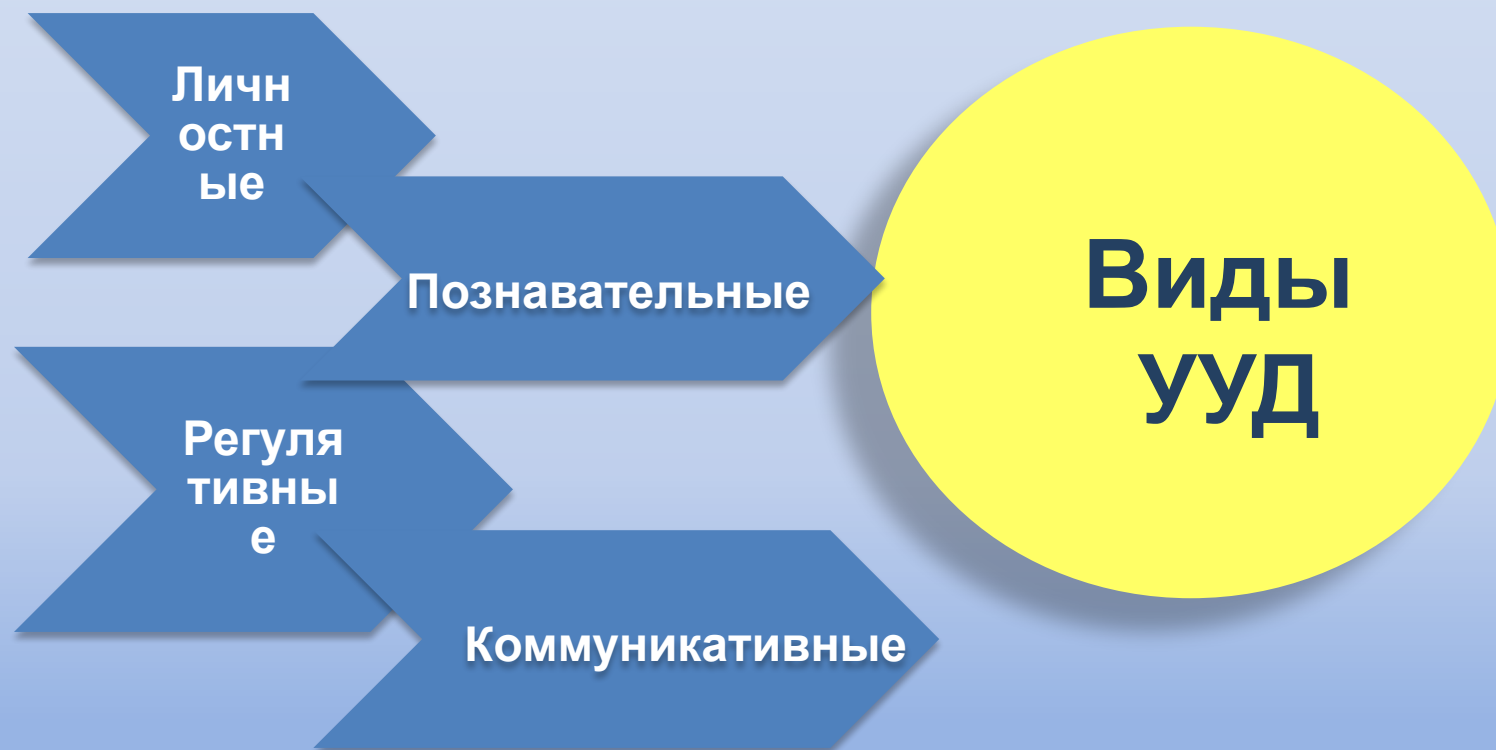 Личн
остн
ые
Познавательные
Регуля
тивны
е
Коммуникативные
Виды
УУД